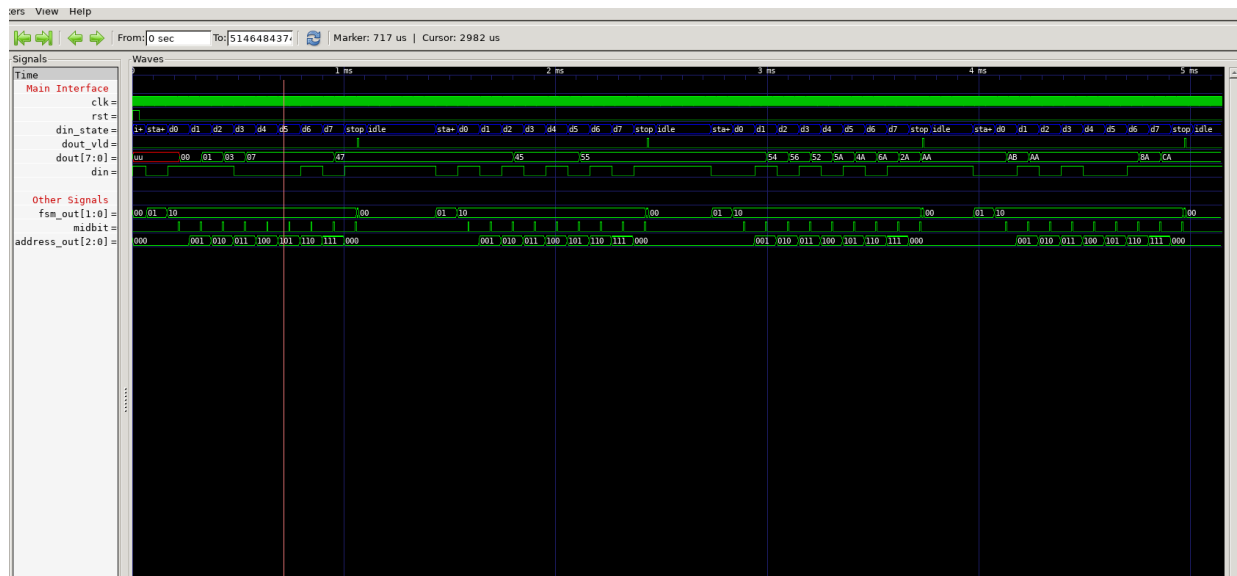 ers View Help
From: 0 sec To: 5146484374 Marker: 717 us | Cursor: 2982 us
Signals Waves
Time 1 ms 2 ms 3 ms 4 ms 5 ms
Main Interface
clk =
rst =
din_state = i+ sta+ d0 d1 d2 d3 d4 d5 d6 d7 stop idle sta+ d0 d1 d2 d3 d4 d5 d6 d7 stop idle sta+ d0 d1 d2 d3 d4 d5 d6 d7 stop idle sta+ d0 d1 d2 d3 d4 d5 d6 d7 stop idle
dout_vld =
dout[7:0] = uu 00 01 03 07 47 45 55 54 56 52 5A 4A 6A 2A AA AB AA 8A CA
din =
Other Signals
fsm_out[1:0] = 00 01 10 00 01 10 00 01 10 00 01 10 00
midbit =
address_out[2:0] = 000 001 010 011 100 101 110 111 000 001 010 011 100 101 110 111 000 001 010 011 100 101 110 111 000 001 010 011 100 101 110 111 000